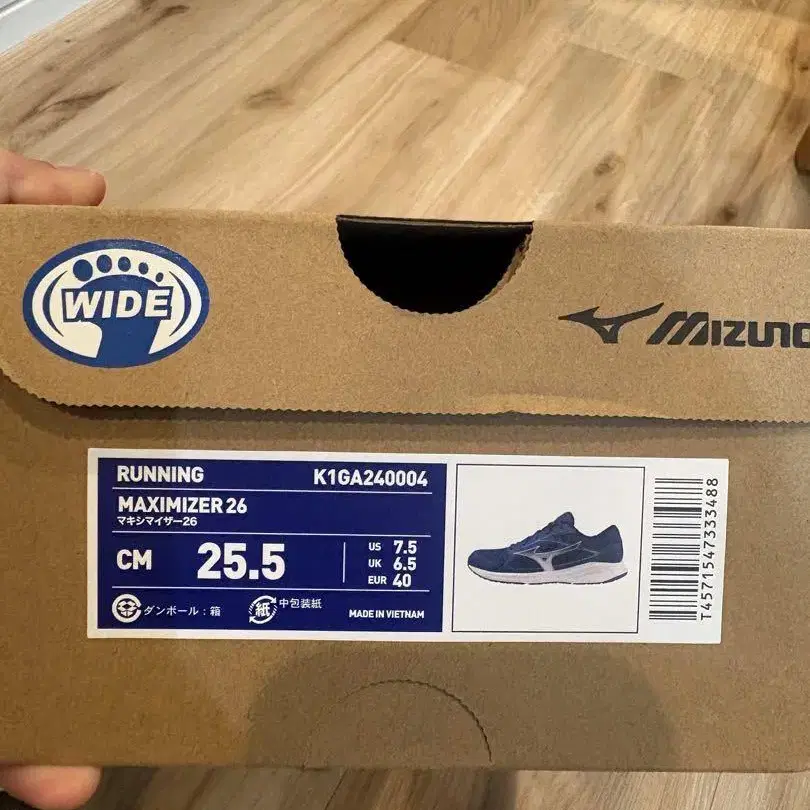 WIDE
MIZUNO
RUNNING K1GA240004
MAXIMIZER 26
マキシマイザー26
CM 25.5
US 7.5
UK 6.5
EUR 40
ダンボール：箱
紙 中包装紙
MADE IN VIETNAM
T4571547333488